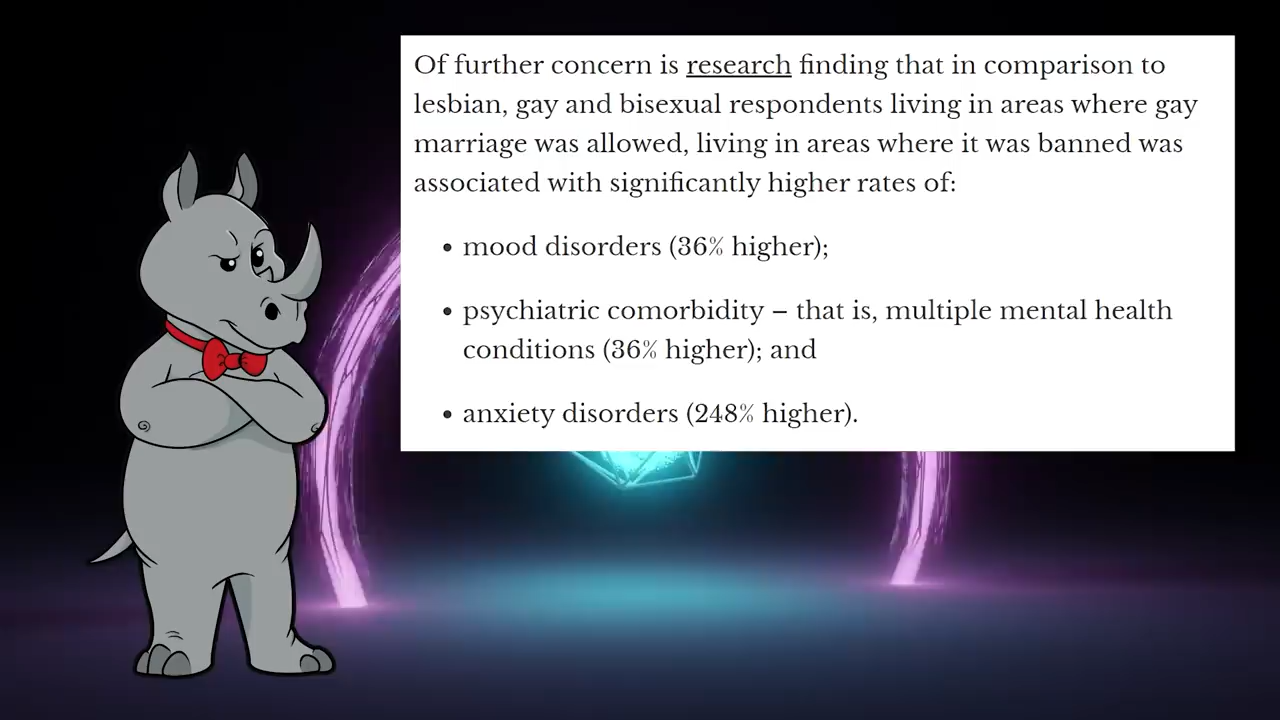 Of further concern is research finding that in comparison to
lesbian, gay and bisexual respondents living in areas where gay
marriage was allowed, living in areas where it was banned was
associated with significantly higher rates of:
• mood disorders (36% higher);
• psychiatric comorbidity – that is, multiple mental health
conditions (36% higher); and
• anxiety disorders (248% higher).